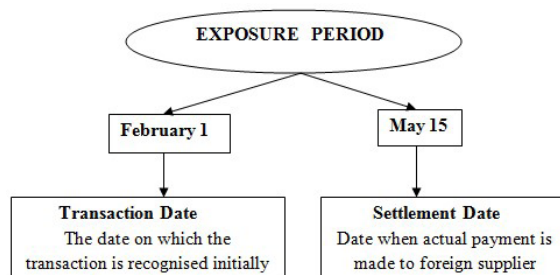 EXPOSURE PERIOD
February 1
May 15
Transaction Date
The date on which the
transaction is recognised initially
Settlement Date
Date when actual payment is
made to foreign supplier